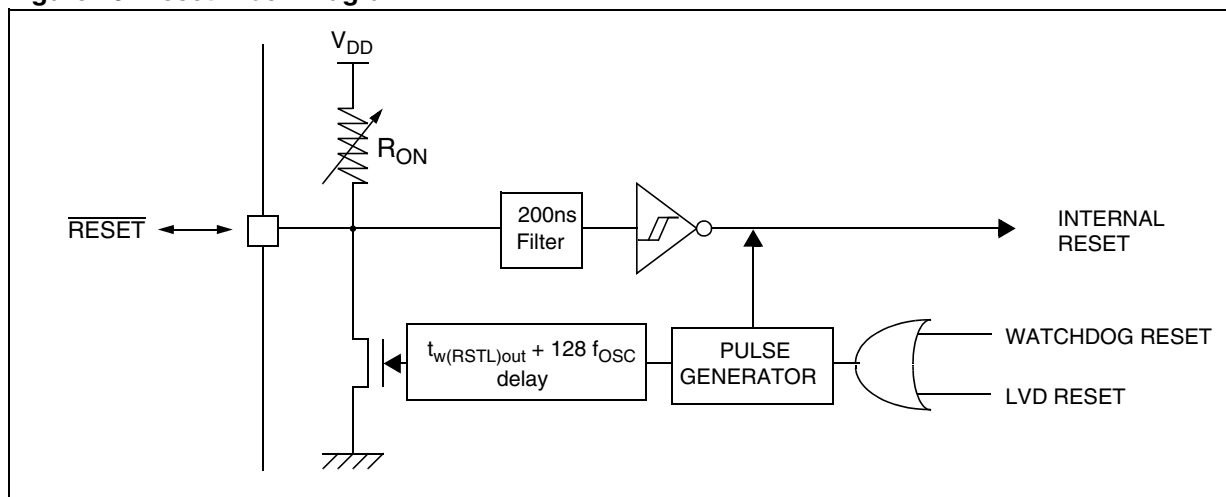 V_DD
R_ON
RESET
200ns
Filter
INTERNAL
RESET
t_w(RSTL)out + 128 f_OSC
delay
PULSE
GENERATOR
WATCHDOG RESET
LVD RESET